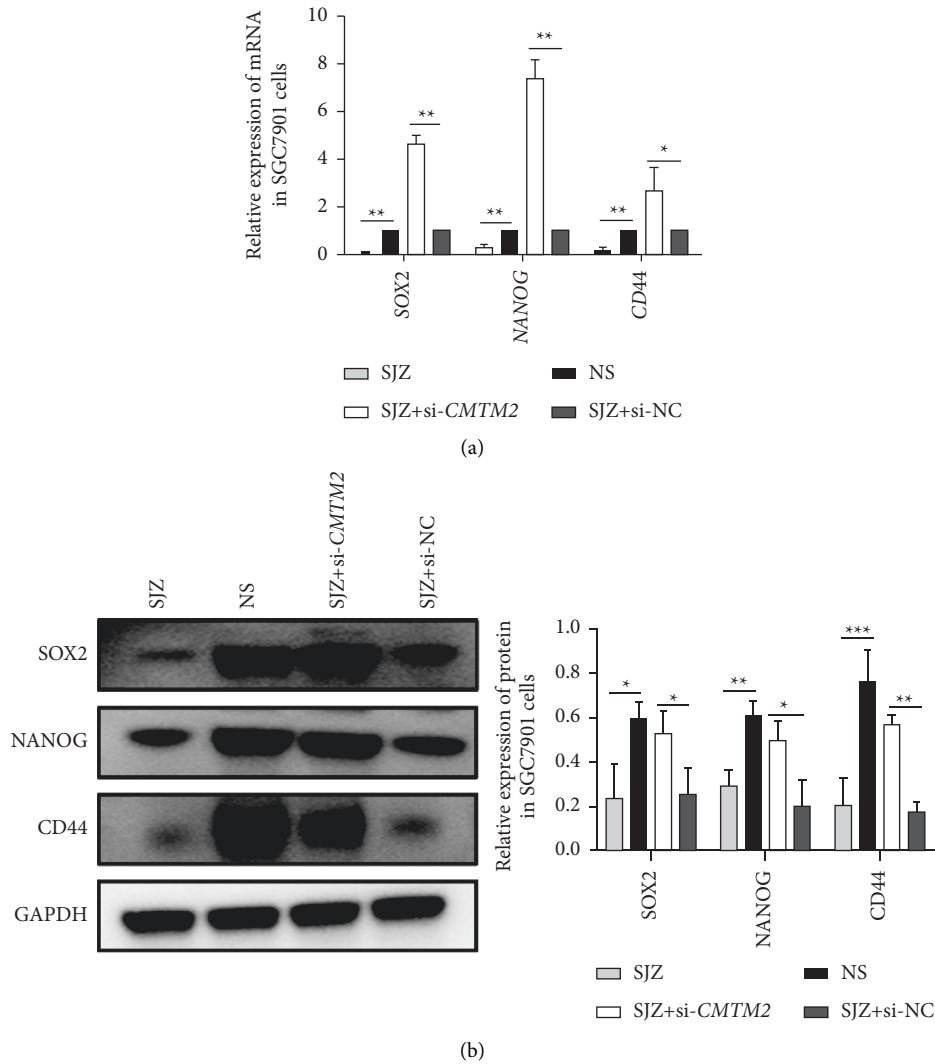 Relative expression of mRNA
in SGC7901 cells
10
8
6
4
2
0
**
**
**
**
**
*
SOX2
NANOG
CD44
SJZ
NS
SJZ+si-CMTM2
SJZ+si-NC
(a)
SJZ
NS
SJZ+si-CMTM2
SJZ+si-NC
SOX2
NANOG
CD44
GAPDH
Relative expression of protein
in SGC7901 cells
1.0
0.8
0.6
0.4
0.2
0.0
*
*
**
*
***
**
SOX2
NANOG
CD44
SJZ
NS
SJZ+si-CMTM2
SJZ+si-NC
(b)